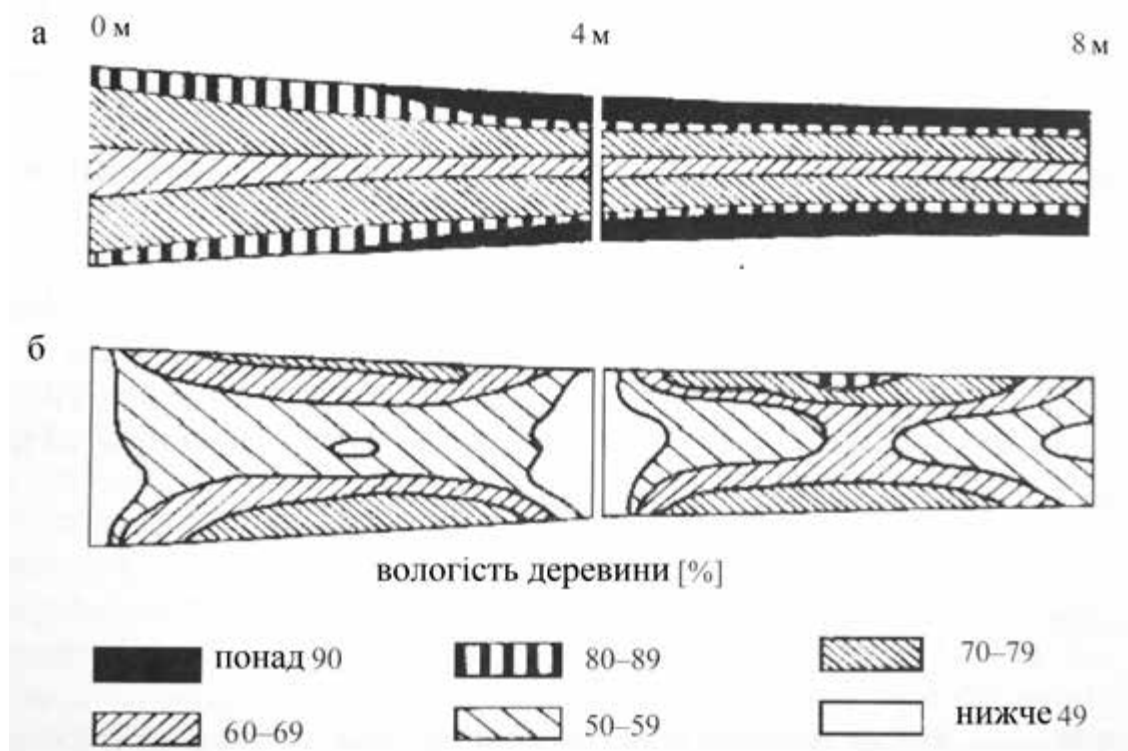 а 0 м 4 м 8 м
б
вологість деревини [%]
понад 90 80–89 70–79
60–69 50–59 нижче 49